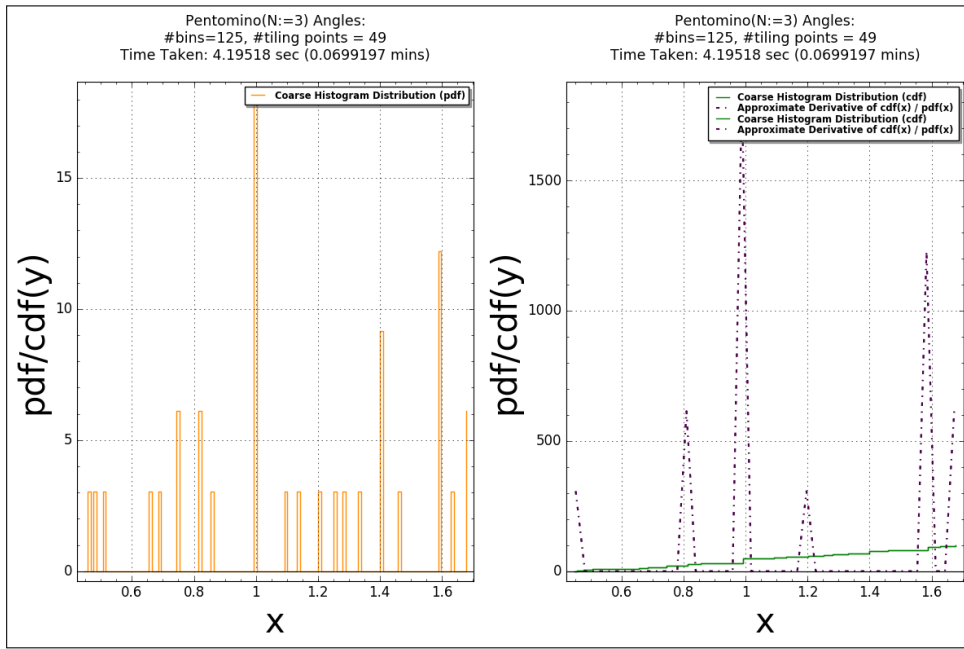 Pentomino(N:=3) Angles:
#bins=125, #tiling points = 49
Time Taken: 4.19518 sec (0.0699197 mins)
Coarse Histogram Distribution (pdf)
15
10
5
0
0.6
0.8
1
1.2
1.4
1.6
x
pdf/cdf(y)
Pentomino(N:=3) Angles:
#bins=125, #tiling points = 49
Time Taken: 4.19518 sec (0.0699197 mins)
Coarse Histogram Distribution (cdf)
Approximate Derivative of cdf(x) / pdf(x)
Coarse Histogram Distribution (cdf)
Approximate Derivative of cdf(x) / pdf(x)
1500
1000
500
0
0.6
0.8
1
1.2
1.4
1.6
x
pdf/cdf(y)